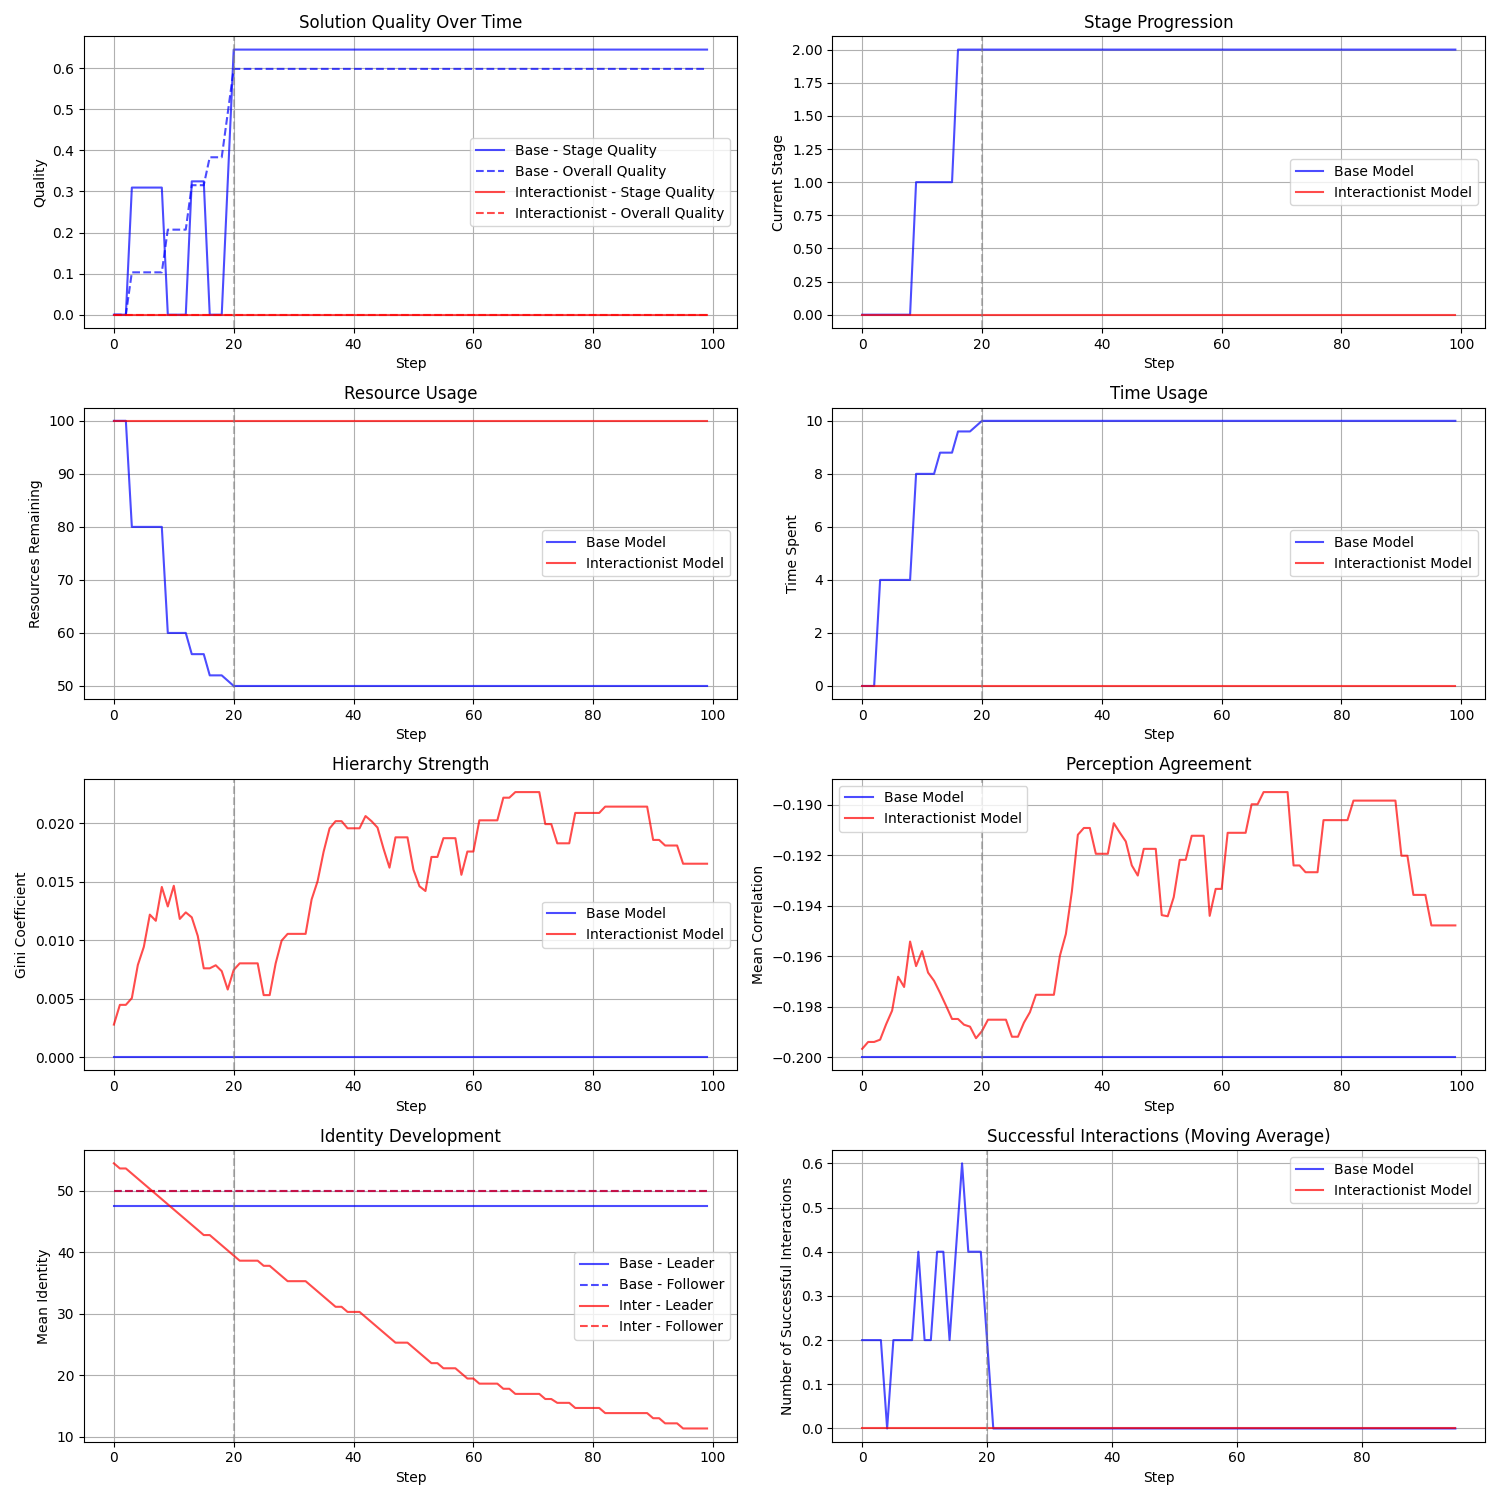 Solution Quality Over Time
Quality
0.6
0.5
0.4
0.3
0.2
0.1
0.0
Base - Stage Quality
Base - Overall Quality
Interactionist - Stage Quality
Interactionist - Overall Quality
0 20 40 60 80 100
Step
Stage Progression
Current Stage
2.00
1.75
1.50
1.25
1.00
0.75
0.50
0.25
0.00
Base Model
Interactionist Model
0 20 40 60 80 100
Step
Resource Usage
Resources Remaining
100
90
80
70
60
50
Base Model
Interactionist Model
0 20 40 60 80 100
Step
Time Usage
Time Spent
10
8
6
4
2
0
Base Model
Interactionist Model
0 20 40 60 80 100
Step
Hierarchy Strength
Gini Coefficient
0.020
0.015
0.010
0.005
0.000
Base Model
Interactionist Model
0 20 40 60 80 100
Step
Perception Agreement
Mean Correlation
−0.190
−0.192
−0.194
−0.196
−0.198
−0.200
Base Model
Interactionist Model
0 20 40 60 80 100
Step
Identity Development
Mean Identity
50
40
30
20
10
Base - Leader
Base - Follower
Inter - Leader
Inter - Follower
0 20 40 60 80 100
Step
Successful Interactions (Moving Average)
Number of Successful Interactions
0.6
0.5
0.4
0.3
0.2
0.1
0.0
Base Model
Interactionist Model
0 20 40 60 80
Step